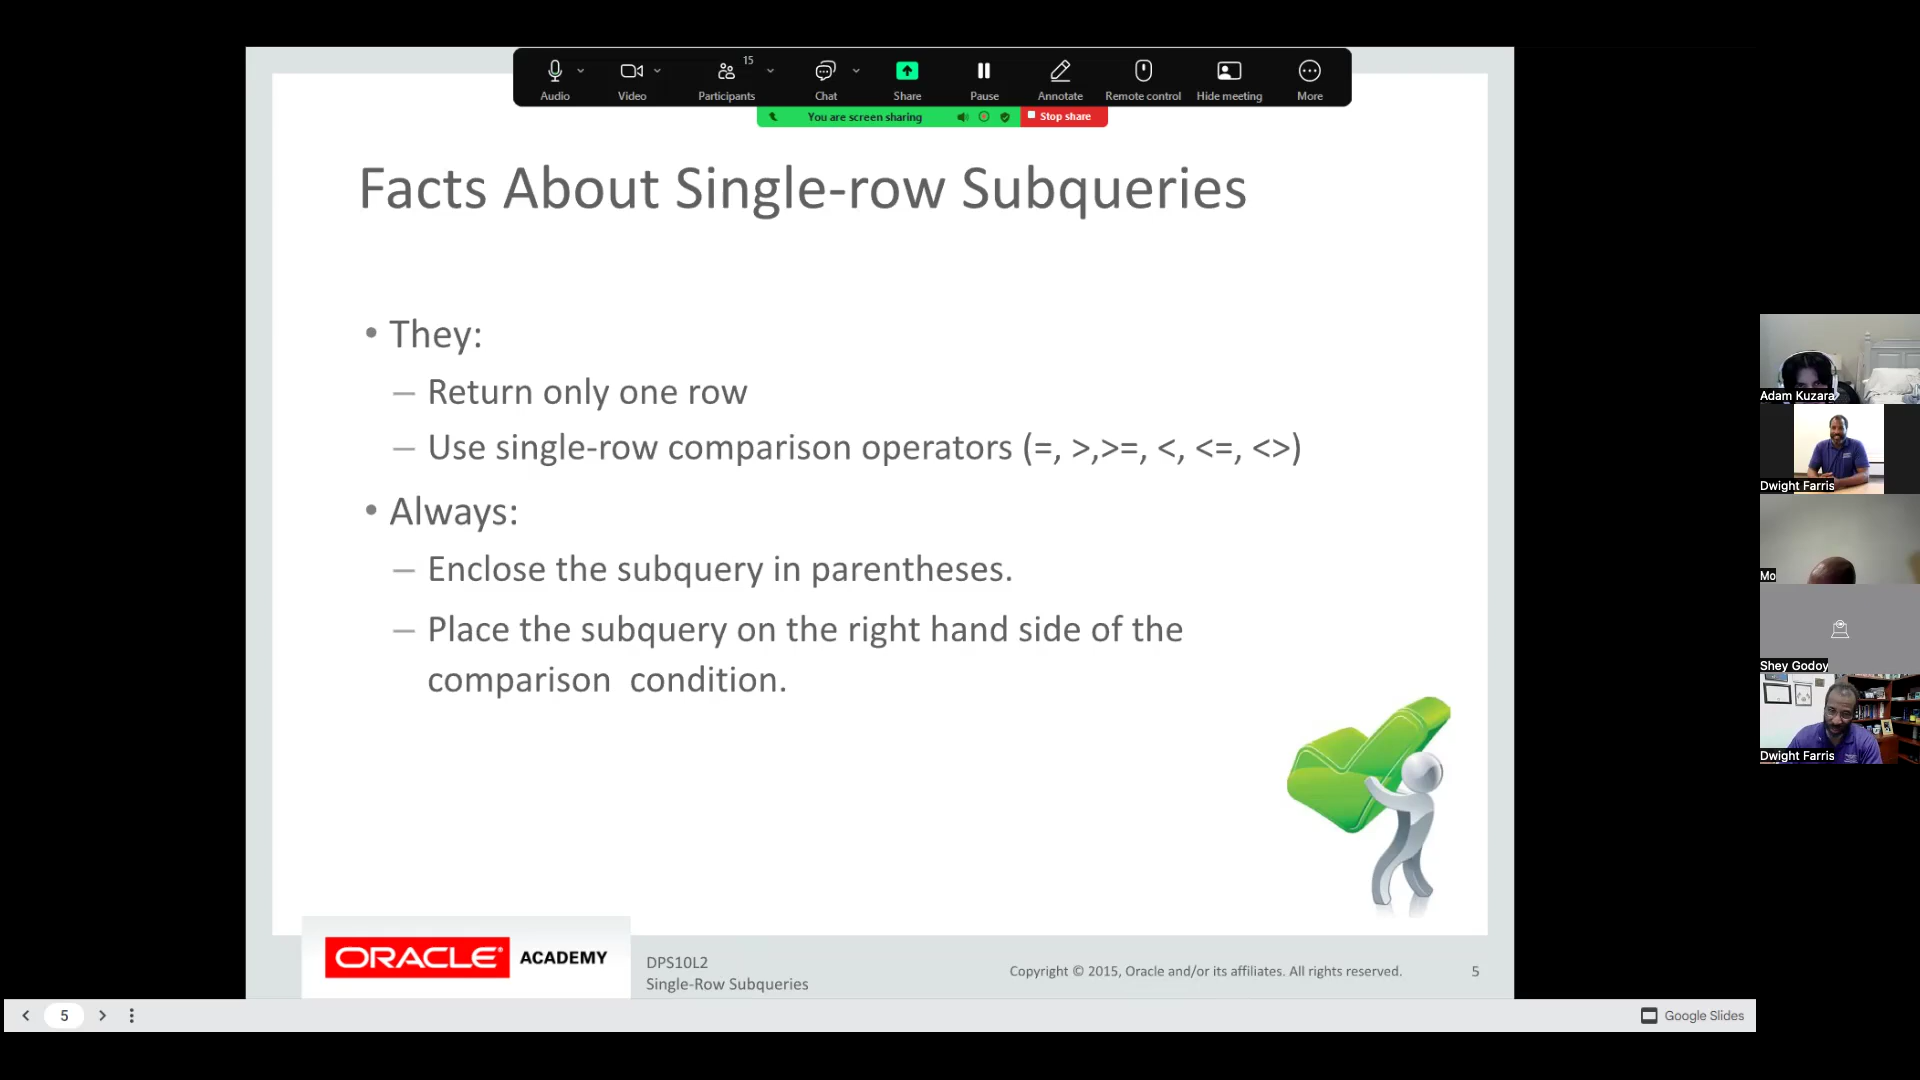 15
Audio
Video
Participants
Chat
Share
Pause
Annotate
Remote control
Hide meeting
More
You are screen sharing
Stop share
Facts About Single-row Subqueries
• They:
– Return only one row
– Use single-row comparison operators (=, >,>=, <, <=, <>)
• Always:
– Enclose the subquery in parentheses.
– Place the subquery on the right hand side of the
comparison  condition.
ORACLE ACADEMY
DPS10L2
Single-Row Subqueries
Copyright © 2015, Oracle and/or its affiliates. All rights reserved.
5
5
Google Slides
Adam Kuzara
Dwight Farris
Mo
Shey Godoy
Dwight Farris